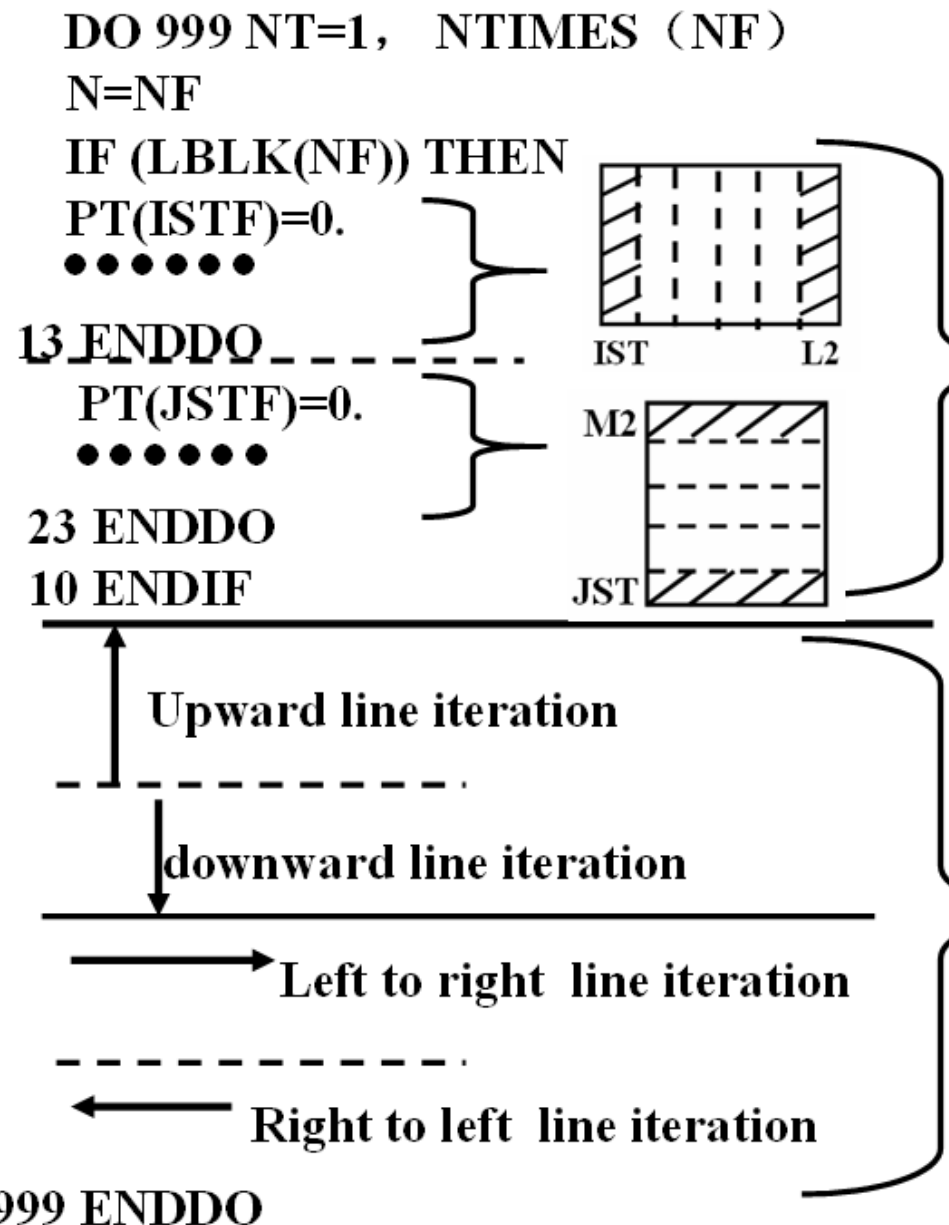 DO 999 NT=1， NTIMES（NF）
N=NF
IF (LBLK(NF)) THEN
PT(ISTF)=0.
●●●●●●
IST L2
13 ENDDO
PT(JSTF)=0.
M2
●●●●●●
23 ENDDO
JST
10 ENDIF
Upward line iteration
downward line iteration
Left to right line iteration
Right to left line iteration
999 ENDDO